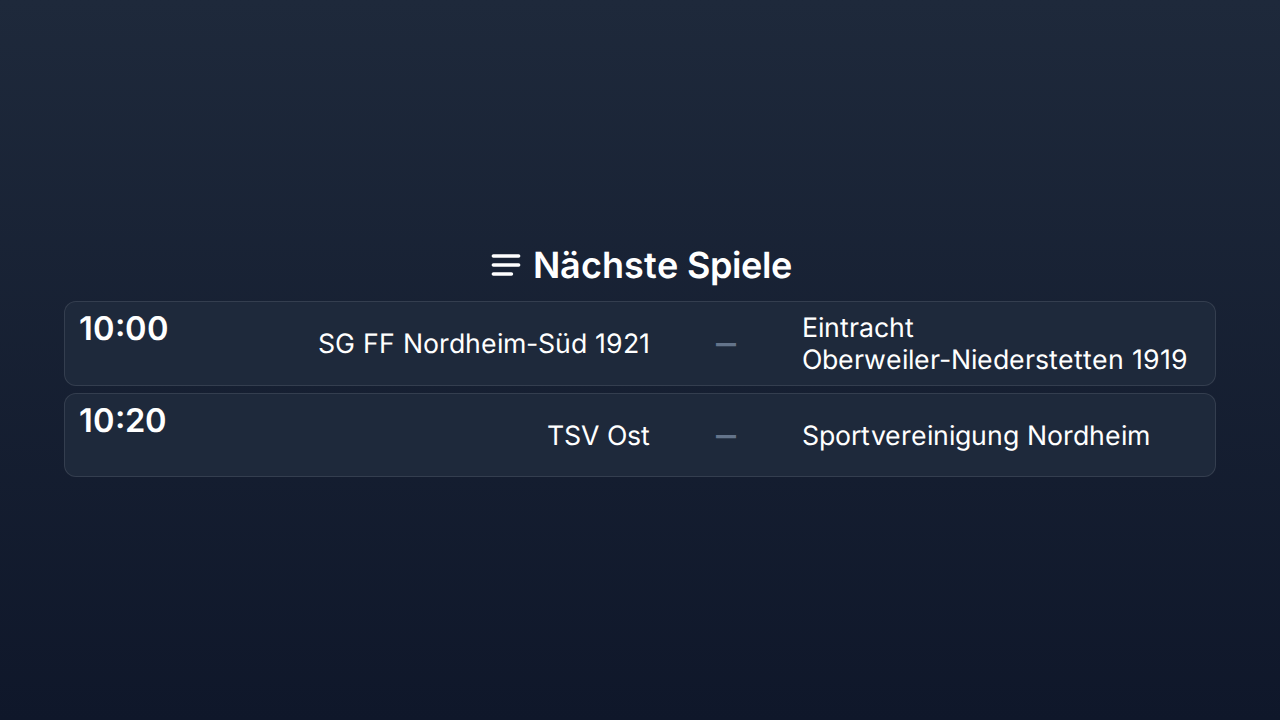 Nächste Spiele
10:00 SG FF Nordheim-Süd 1921 – Eintracht
Oberweiler-Niederstetten 1919
10:20 TSV Ost – Sportvereinigung Nordheim